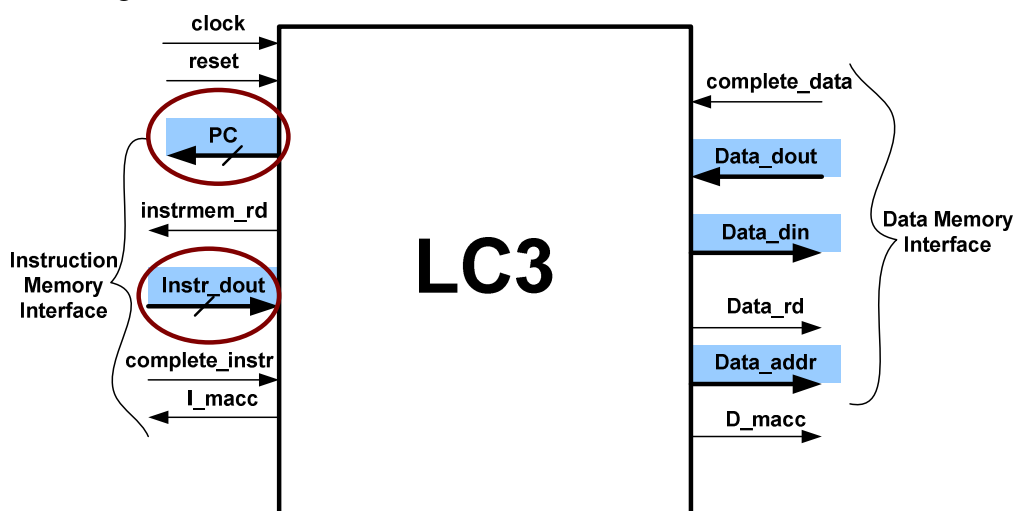 clock
reset
PC
instrmem_rd
Instruction
Memory
Interface
Instr_dout
complete_instr
I_macc
LC3
complete_data
Data_dout
Data_din
Data Memory
Interface
Data_rd
Data_addr
D_macc